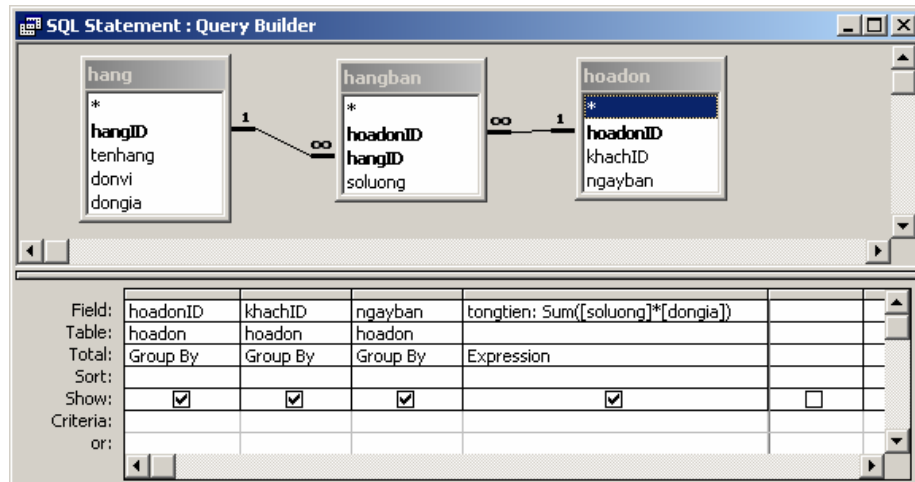 SQL Statement : Query Builder
hang
*
hangID
tenhang
donvi
dongia
1
∞
hangban
*
hoadonID
hangID
soluong
∞
1
hoadon
*
hoadonID
khachID
ngayban
Field: hoadonID khachID ngayban tongtien: Sum([soluong]*[dongia])
Table: hoadon hoadon hoadon
Total: Group By Group By Group By Expression
Sort:
Show:
Criteria:
or: